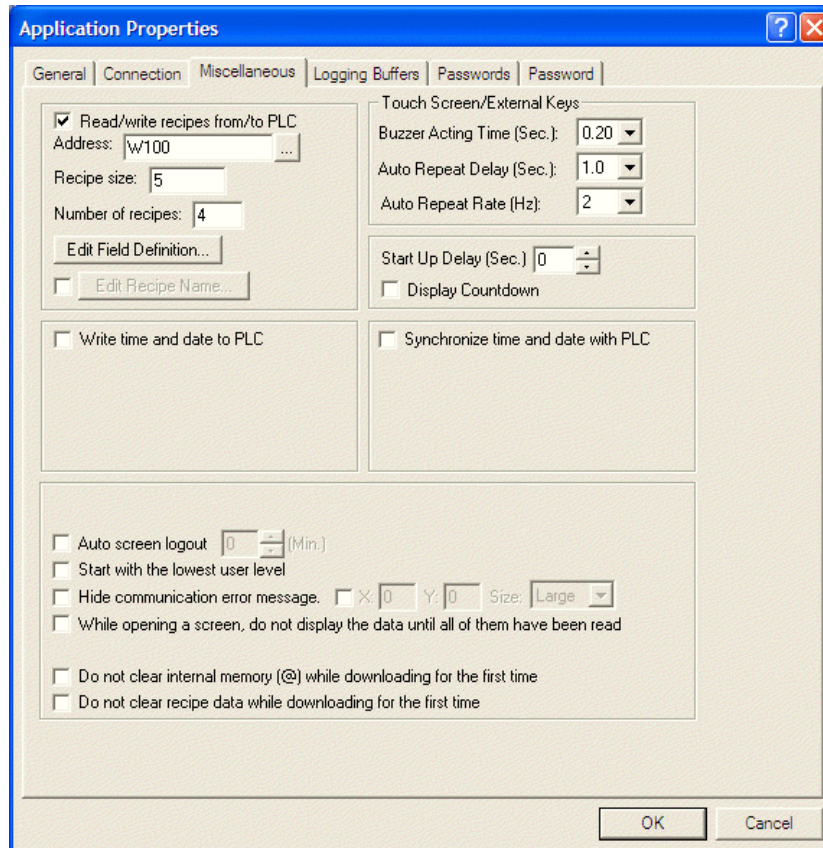 Application Properties
General Connection Miscellaneous Logging Buffers Passwords Password
Read/write recipes from/to PLC
Address: W100 ...
Recipe size: 5
Number of recipes: 4
Edit Field Definition...
Edit Recipe Name...
Touch Screen/External Keys
Buzzer Acting Time (Sec.): 0.20
Auto Repeat Delay (Sec.): 1.0
Auto Repeat Rate (Hz): 2
Start Up Delay (Sec.) 0
Display Countdown
Write time and date to PLC
Synchronize time and date with PLC
Auto screen logout 0 (Min.)
Start with the lowest user level
Hide communication error message. X: 0 Y: 0 Size: Large
While opening a screen, do not display the data until all of them have been read
Do not clear internal memory (@) while downloading for the first time
Do not clear recipe data while downloading for the first time
OK Cancel